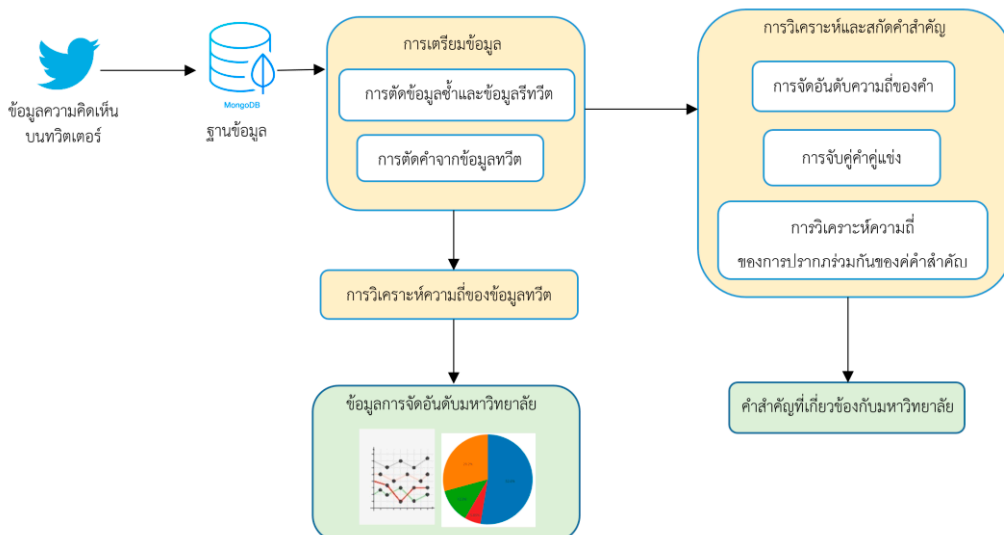 ข้อมูลความคิดเห็น
บนทวิตเตอร์
MongoDB
ฐานข้อมูล
การเตรียมข้อมูล
การตัดข้อมูลซ้ำและข้อมูลรีทวีต
การตัดคำจากข้อมูลทวีต
การวิเคราะห์และสกัดคำสำคัญ
การจัดอันดับความถี่ของคำ
การจับคู่คำคู่แข่ง
การวิเคราะห์ความถี่
ของการปรากภร่วมกันของค่คำสำคัญ
การวิเคราะห์ความถี่ของข้อมูลทวีต
ข้อมูลการจัดอันดับมหาวิทยาลัย
คำสำคัญที่เกี่ยวข้องกับมหาวิทยาลัย